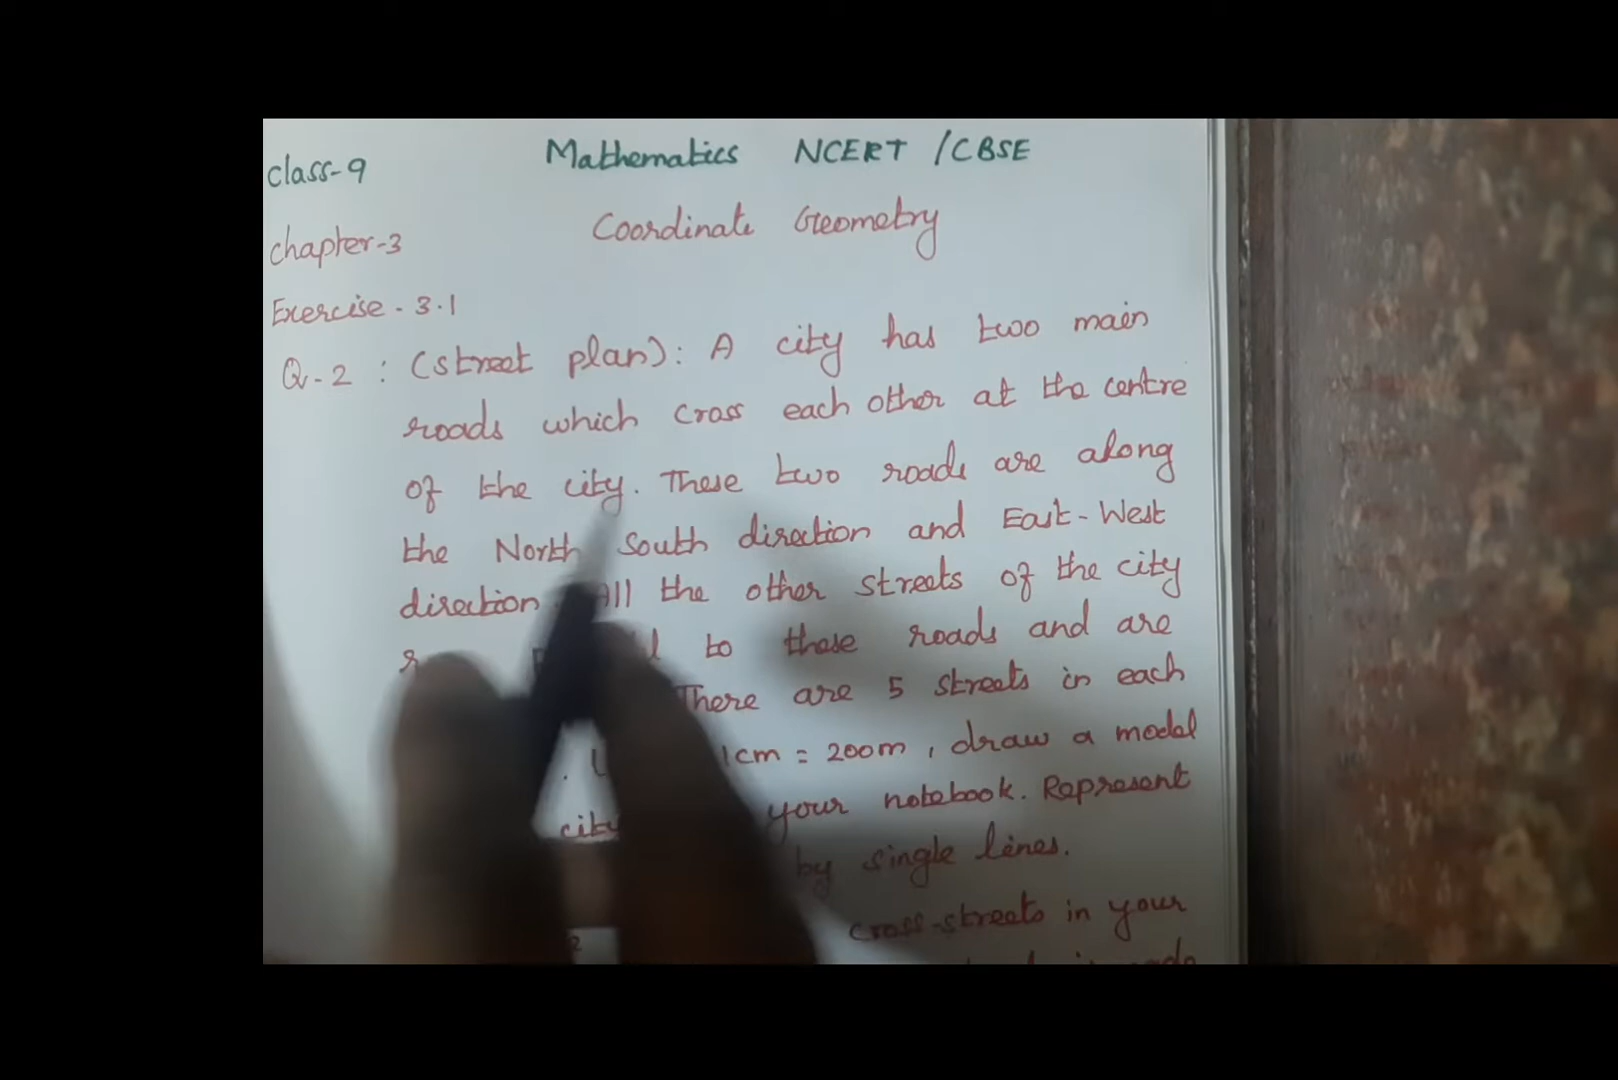 class-9
Mathematics NCERT /CBSE
chapter-3
Coordinate Geometry
Exercise - 3.1
Q-2 : (street plan): A city has two main
roads which cross each other at the centre
of the city. These two roads are along
the North South direction and East-West
direction. All the other streets of the city
to these roads and are
There are 5 streets in each
1cm = 200m, draw a model
city your notebook. Represent
by single lines.
cross-streets in your